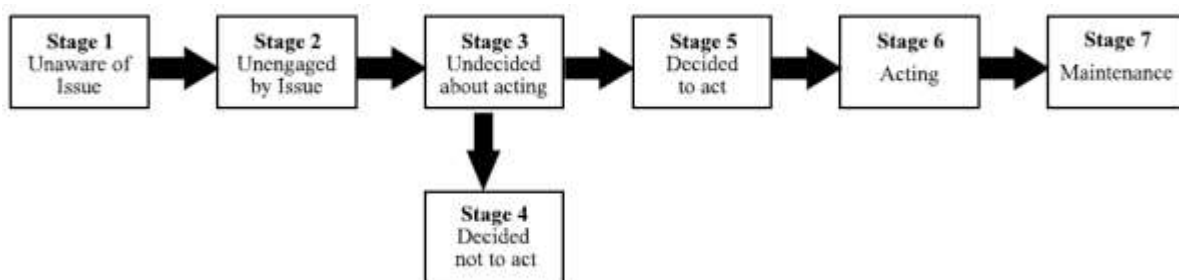 Stage 1
Unaware of
Issue
Stage 2
Unengaged
by Issue
Stage 3
Undecided
about acting
Stage 5
Decided
to act
Stage 6
Acting
Stage 7
Maintenance
Stage 4
Decided
not to act